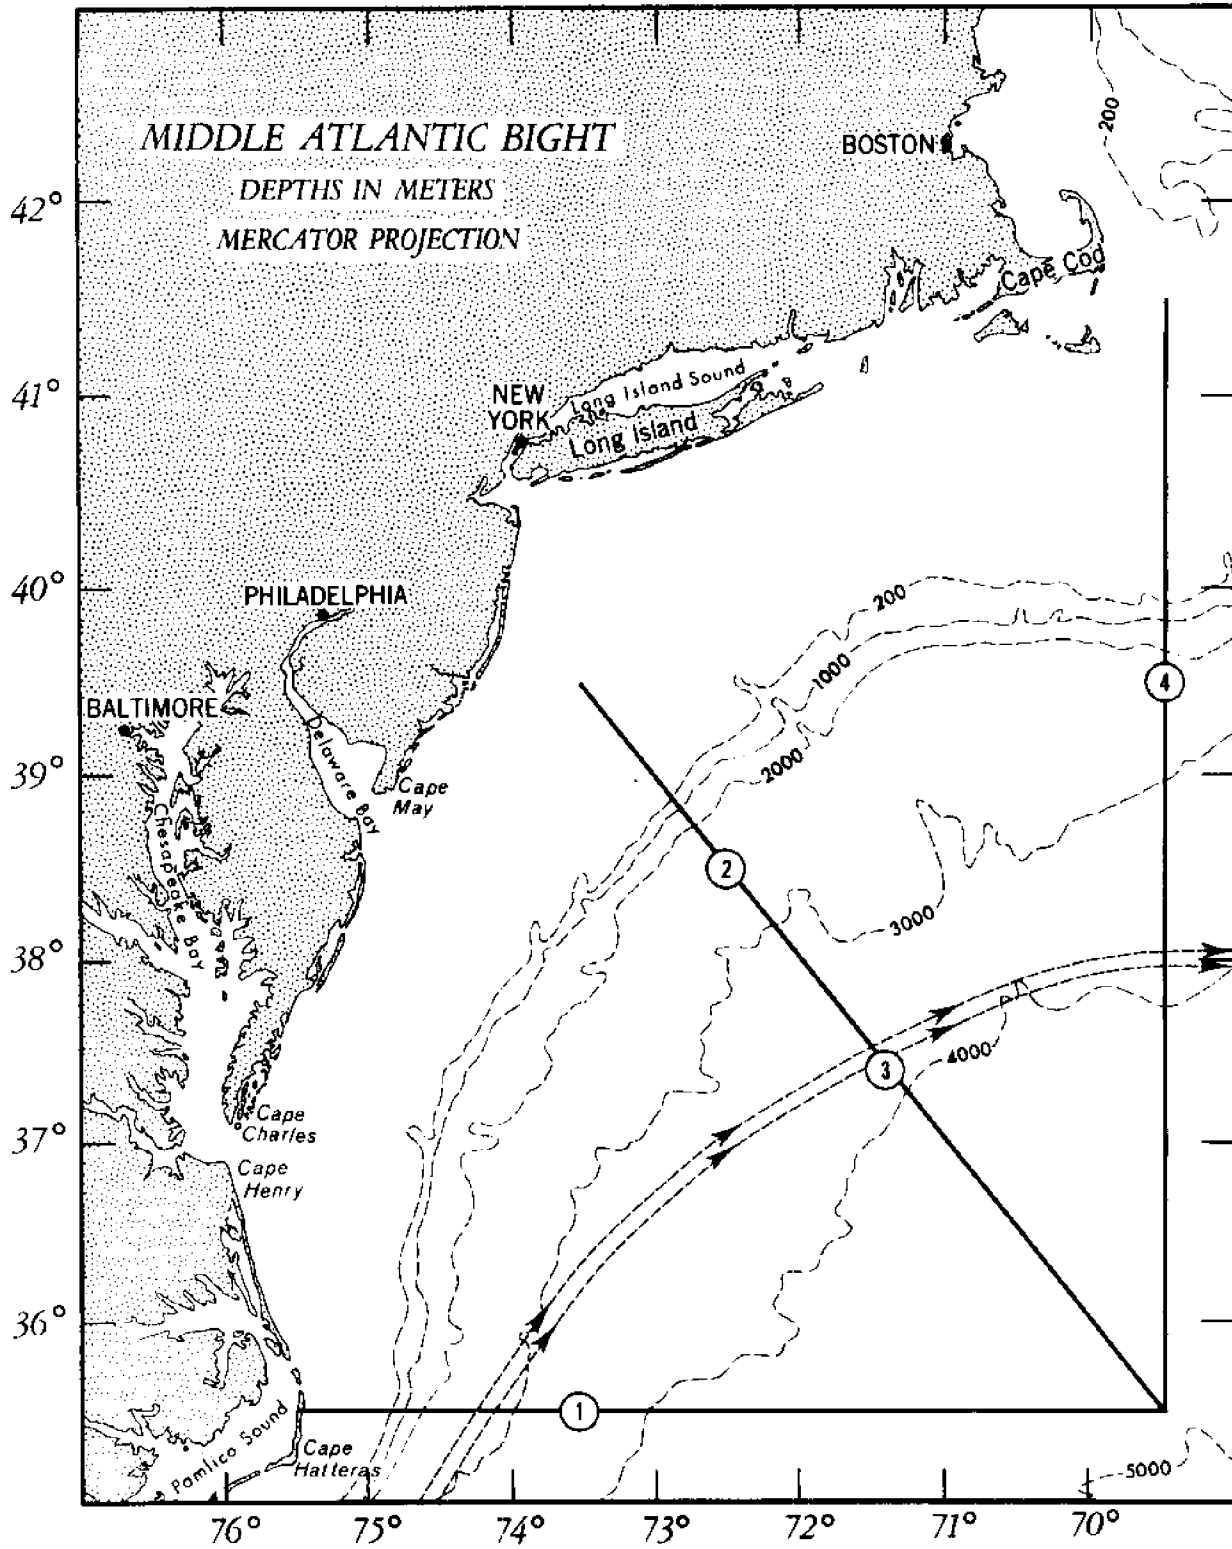 MIDDLE ATLANTIC BIGHT
DEPTHS IN METERS
MERCATOR PROJECTION
BOSTON
200
42°
Cape Cod
41°
NEW
YORK
Long Island Sound
Long Island
40°
PHILADELPHIA
200
1000
4
BALTIMORE
Delaware Bay
2000
39°
Cape
May
Chesapeake Bay
2
3000
38°
4000
3
37°
Cape
Charles
Cape
Henry
36°
1
Pamlico Sound
Cape
Hatteras
5000
76°
75°
74°
73°
72°
71°
70°